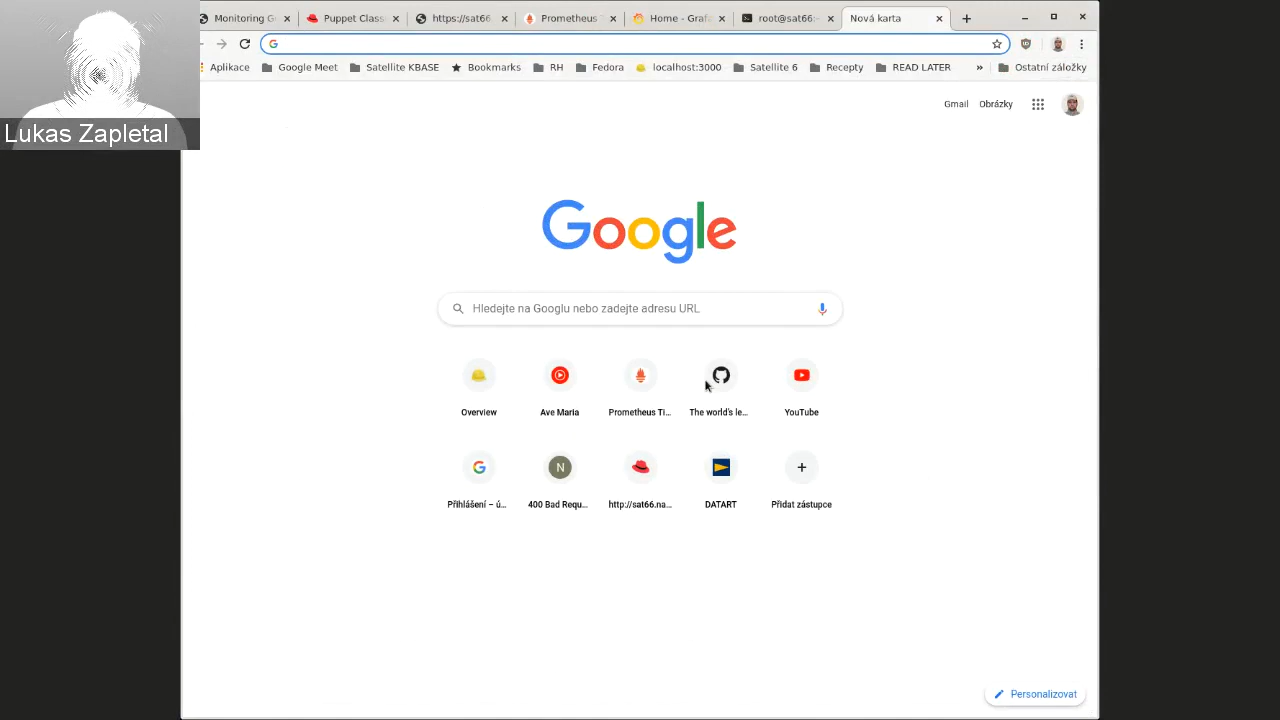 Monitoring G
Puppet Class
https://sat66
Prometheus T
Home - Grafa
root@sat66:~
Nová karta
Aplikace
Google Meet
Satellite KBASE
Bookmarks
RH
Fedora
localhost:3000
Satellite 6
Recepty
READ LATER
»
Ostatní záložky
Lukas Zapletal
Gmail
Obrázky
Google
Hledejte na Googlu nebo zadejte adresu URL
Overview
Ave Maria
Prometheus Ti...
The world's le...
YouTube
N
Přihlášení – ú...
400 Bad Requ...
http://sat66.na...
DATART
Přidat zástupce
Personalizovat